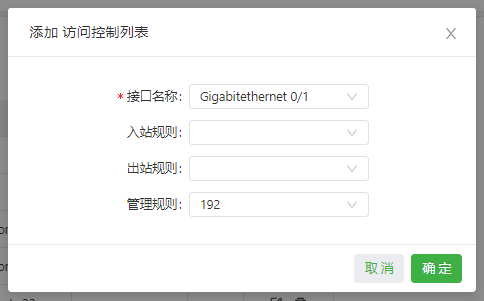 添加 访问控制列表
* 接口名称: Gigabitethernet 0/1
入站规则:
出站规则:
管理规则: 192
取 消 确 定